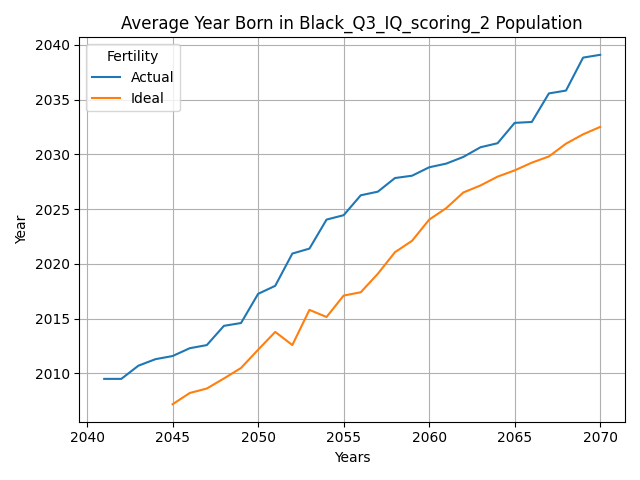 Average Year Born in Black_Q3_IQ_scoring_2 Population
Fertility
Actual
Ideal
2040
2035
2030
2025
2020
2015
2010
Year
2040 2045 2050 2055 2060 2065 2070
Years